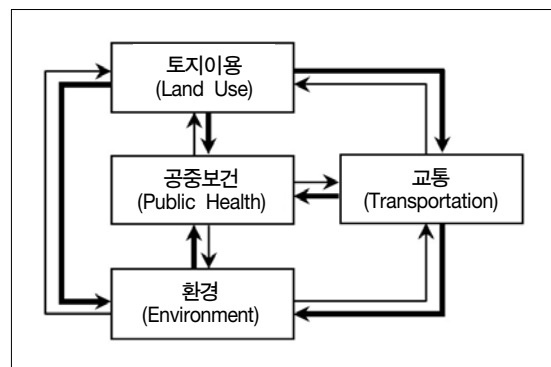 토지이용
(Land Use)
공중보건
(Public Health)
교통
(Transportation)
환경
(Environment)